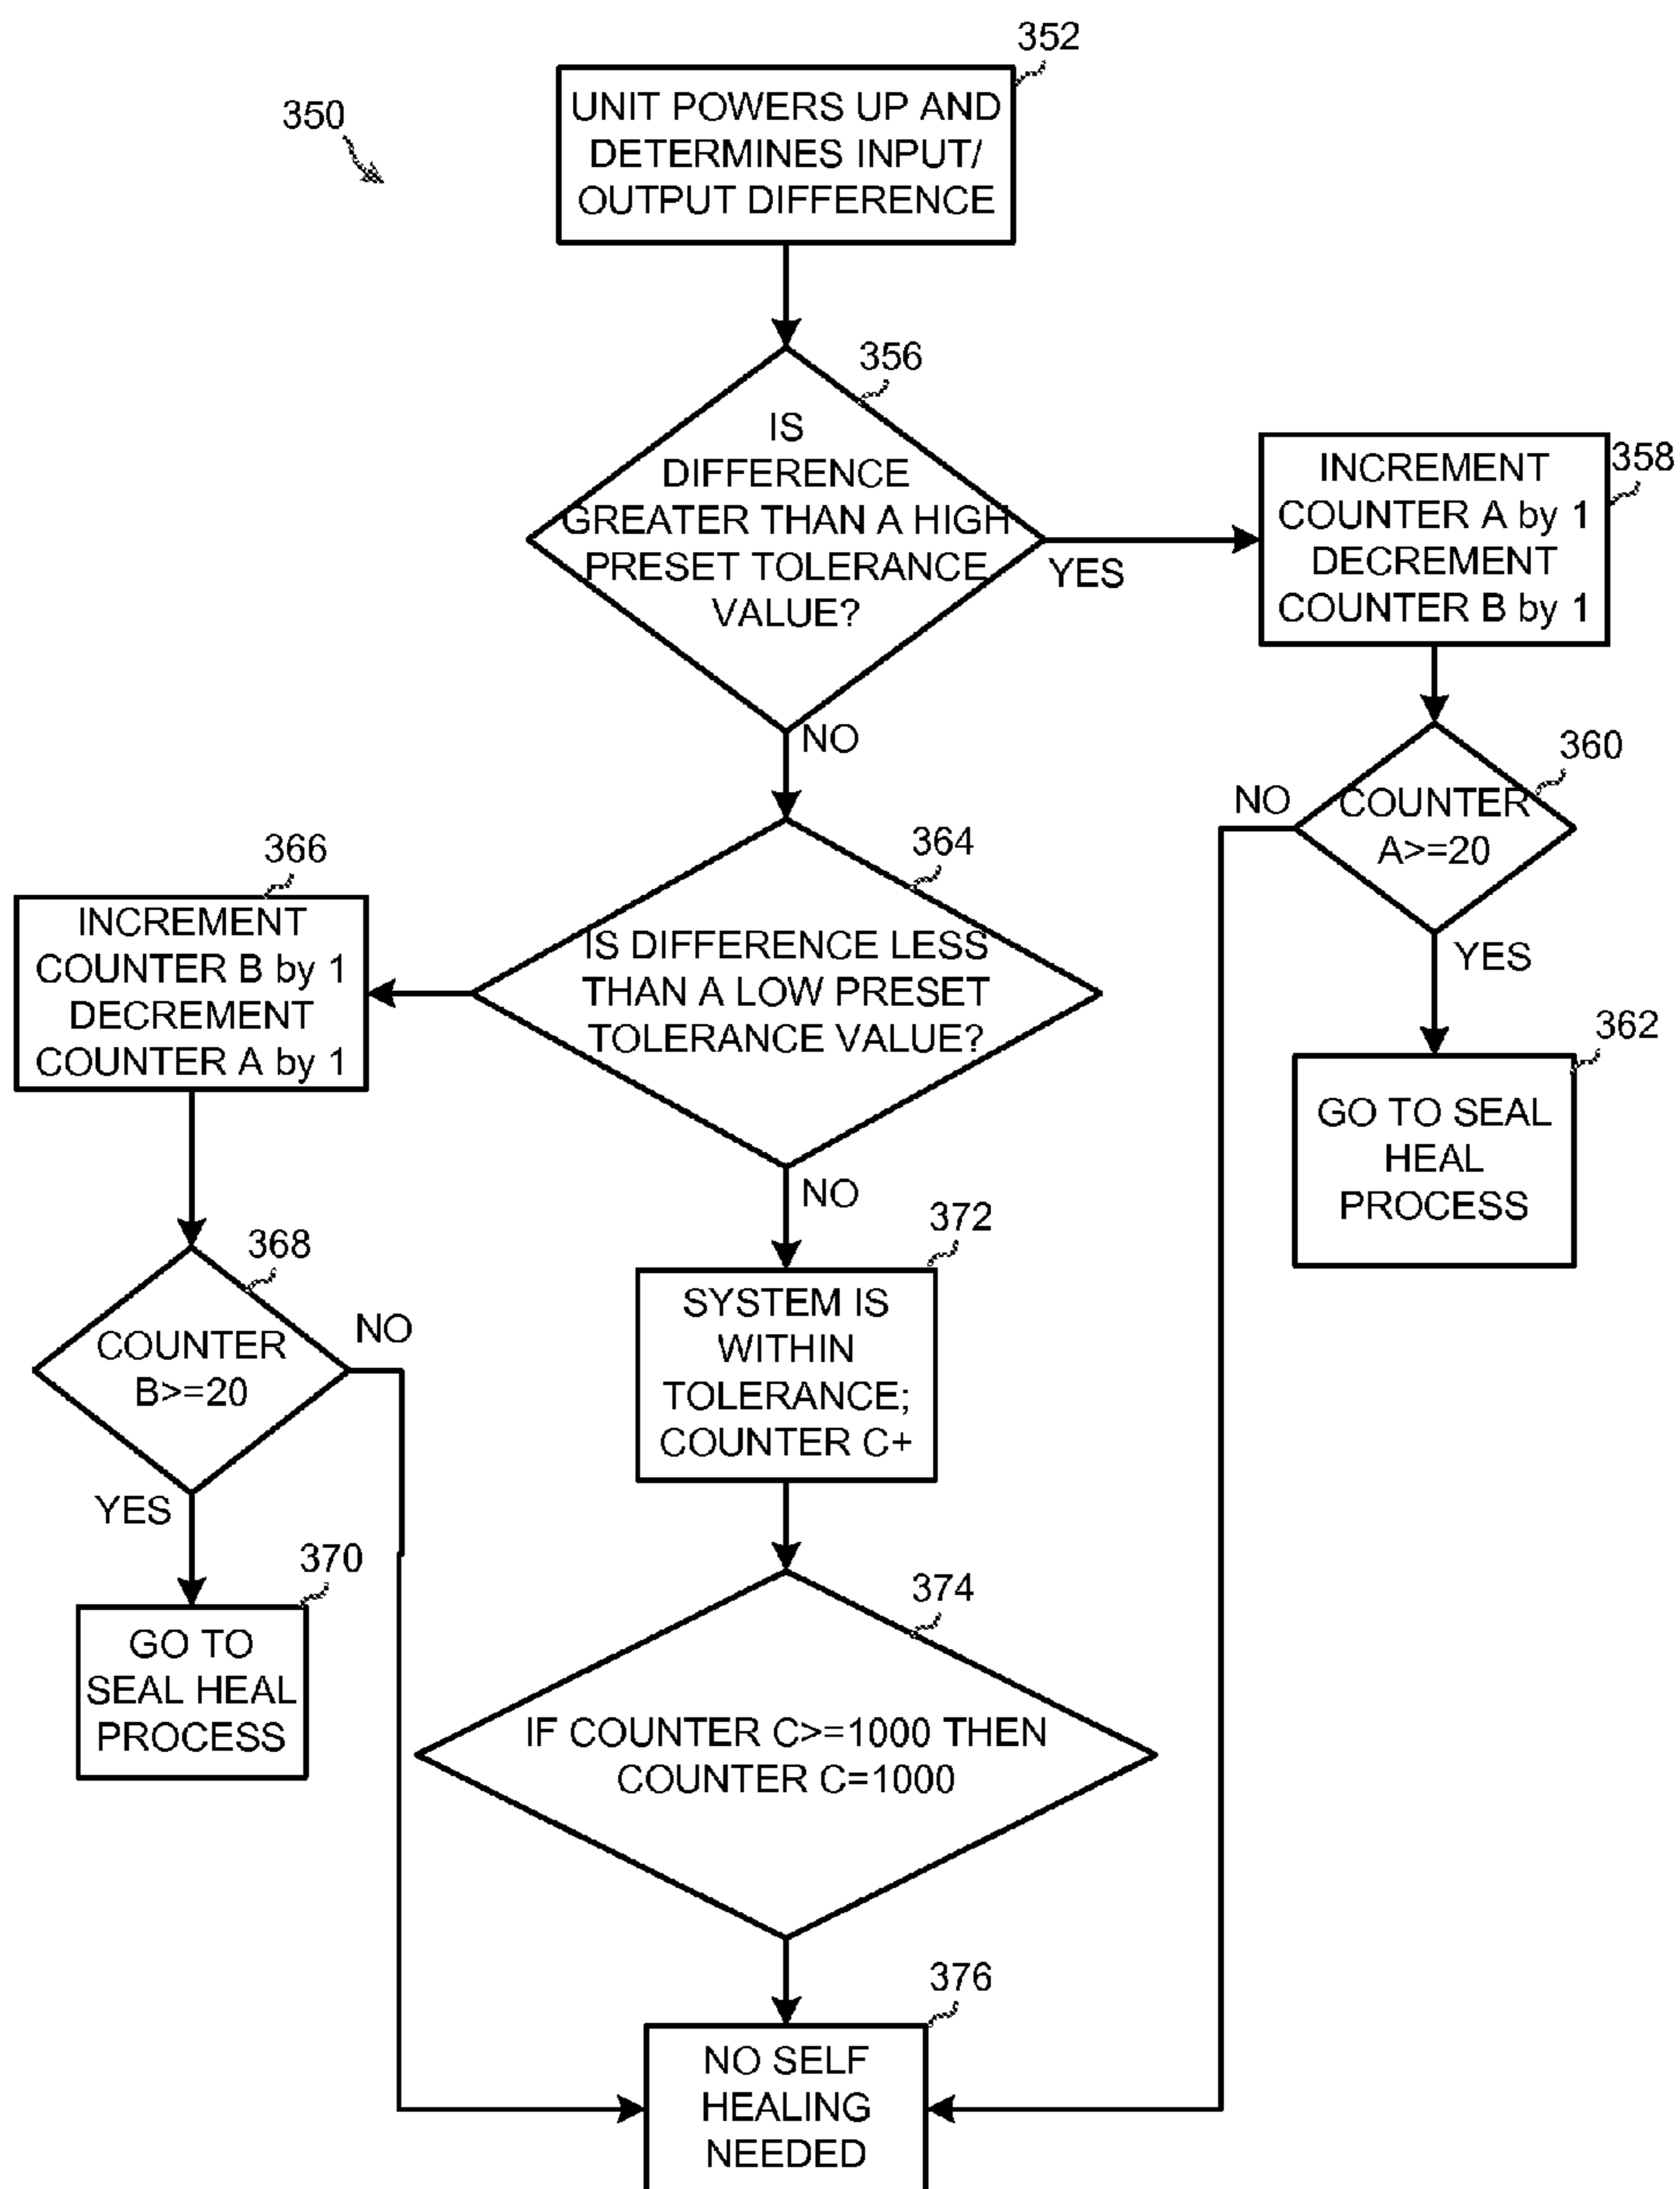 352
350
UNIT POWERS UP AND
DETERMINES INPUT/
OUTPUT DIFFERENCE
356
IS
DIFFERENCE
GREATER THAN A HIGH
PRESET TOLERANCE
VALUE?
YES
NO
358
INCREMENT
COUNTER A by 1
DECREMENT
COUNTER B by 1
360
COUNTER
A>=20
NO
YES
362
GO TO SEAL
HEAL
PROCESS
364
IS DIFFERENCE LESS
THAN A LOW PRESET
TOLERANCE VALUE?
NO
366
INCREMENT
COUNTER B by 1
DECREMENT
COUNTER A by 1
368
COUNTER
B>=20
NO
YES
370
GO TO
SEAL HEAL
PROCESS
372
SYSTEM IS
WITHIN
TOLERANCE;
COUNTER C+
374
IF COUNTER C>=1000 THEN
COUNTER C=1000
376
NO SELF
HEALING
NEEDED